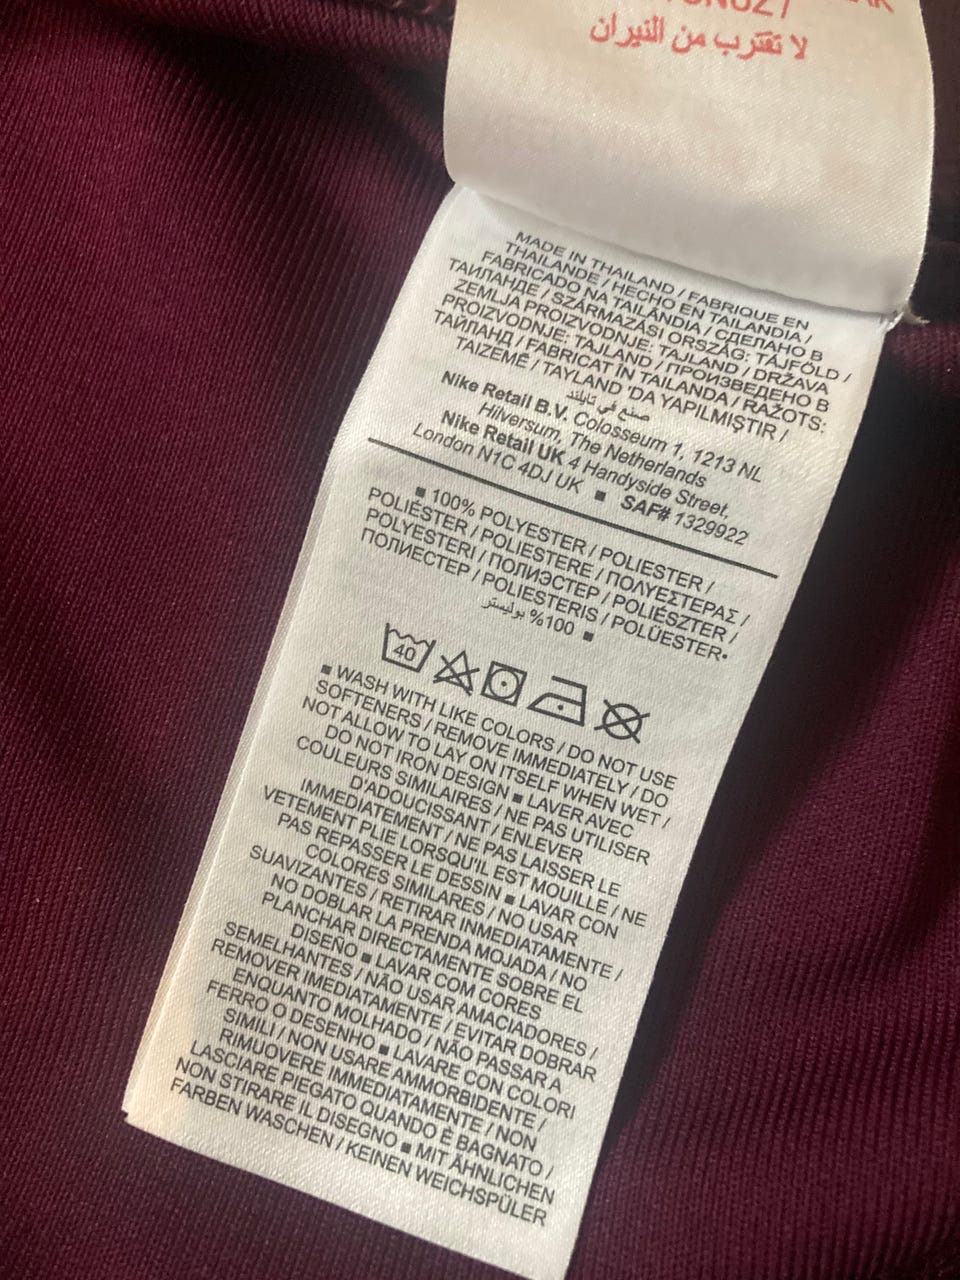 لا تقترب من النيران
MADE IN THAILAND / FABRIQUE EN
THAILANDE / HECHO EN TAILANDIA /
FABRICADO NA TAILÂNDIA / СДЕЛАНО В
ТАИЛАНДЕ / SZÁRMAZÁSI ORSZÁG: TÁJFÖLD /
ZEMLJA PROIZVODNJE: TAJLAND / DRŽAVA
PROIZVODNJE: TAJLAND / ПРОИЗВЕДЕНО В
ТАЙЛАНД / FABRICAT ÎN TAILANDA / RAŽOTS:
TAIZEMĒ / TAYLAND 'DA YAPILMIŞTIR /
صنع في تايلند
Nike Retail B.V. Colosseum 1, 1213 NL
Hilversum, The Netherlands
Nike Retail UK 4 Handyside Street,
London N1C 4DJ UK ■ SAF# 1329922
■ 100% POLYESTER / POLIESTER /
POLIÉSTER / POLIESTERE / ΠΟΛΥΕΣΤΕΡΑΣ /
POLYESTERI / ПОЛИЭСТЕР / POLIÉSZTER /
ПОЛИЕСТЕР / POLIESTERIS / POLÜESTER•
100% بوليستر ■
40
■ WASH WITH LIKE COLORS / DO NOT USE
SOFTENERS / REMOVE IMMEDIATELY / DO
NOT ALLOW TO LAY ON ITSELF WHEN WET /
DO NOT IRON DESIGN ■ LAVER AVEC
COULEURS SIMILAIRES / NE PAS UTILISER
D'ADOUCISSANT / ENLEVER
IMMEDIATEMENT / NE PAS LAISSER LE
VETEMENT PLIE LORSQU'IL EST MOUILLE / NE
PAS REPASSER LE DESSIN ■ LAVAR CON
COLORES SIMILARES / NO USAR
SUAVIZANTES / RETIRAR INMEDIATAMENTE /
NO DOBLAR LA PRENDA MOJADA / NO
PLANCHAR DIRECTAMENTE SOBRE EL
DISEÑO ■ LAVAR COM CORES
SEMELHANTES / NÃO USAR AMACIADORES /
REMOVER IMEDIATAMENTE / EVITAR DOBRAR
ENQUANTO MOLHADO / NÃO PASSAR A
FERRO O DESENHO ■ LAVARE CON COLORI
SIMILI / NON USARE AMMORBIDENTE /
RIMUOVERE IMMEDIATAMENTE / NON
LASCIARE PIEGATO QUANDO È BAGNATO /
NON STIRARE IL DISEGNO ■ MIT ÄHNLICHEN
FARBEN WASCHEN / KEINEN WEICHSPÜLER